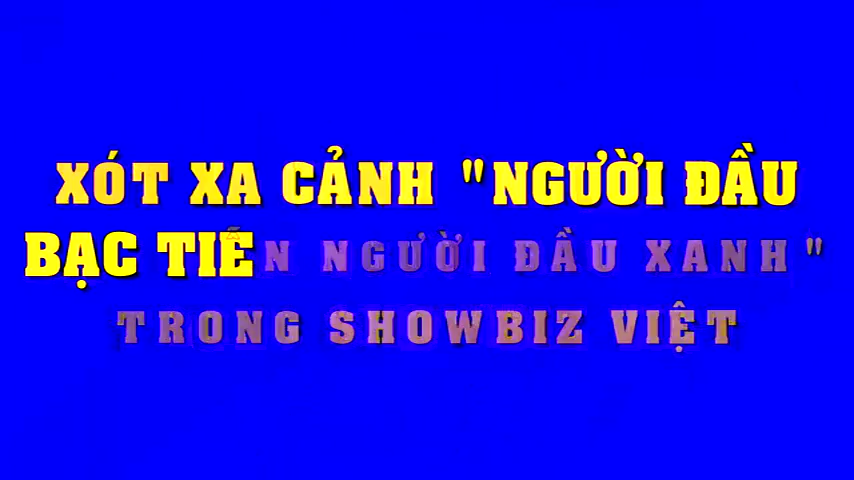 XÓT XA CẢNH "NGƯỜI ĐẦU
BẠC TIỄN NGƯỜI ĐẦU XANH"
TRONG SHOWBIZ VIỆT